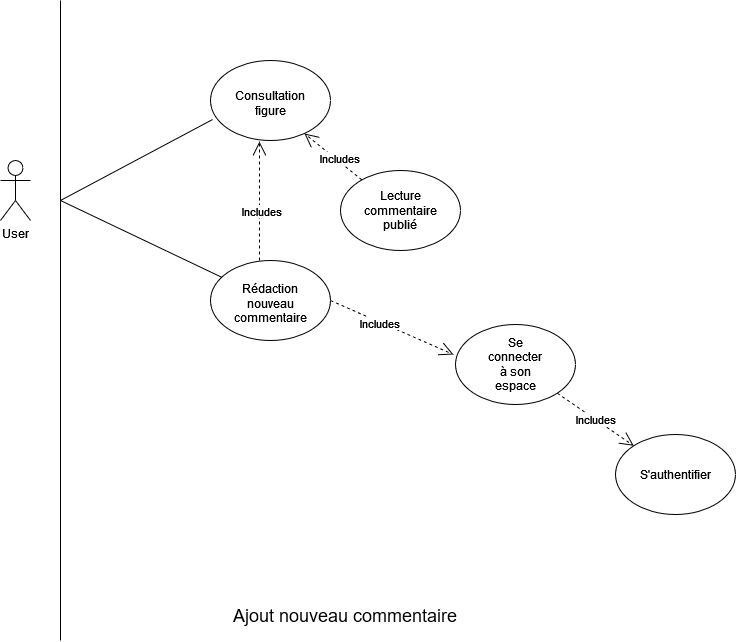 Consultation
figure
Includes
Lecture
commentaire
publié
Includes
User
Rédaction
nouveau
commentaire
Includes
Se
connecter
à son
espace
Includes
S'authentifier
Ajout nouveau commentaire